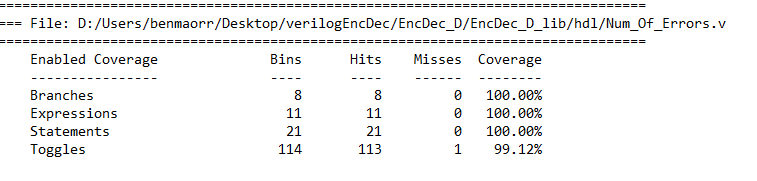 =================================================================================
=== File: D:/Users/benmaorr/Desktop/verilogEncDec/EncDec_D/EncDec_D_lib/hdl/Num_Of_Errors.v
=================================================================================
Enabled Coverage Bins Hits Misses Coverage
---------------- ---- ---- ------ --------
Branches 8 8 0 100.00%
Expressions 11 11 0 100.00%
Statements 21 21 0 100.00%
Toggles 114 113 1 99.12%